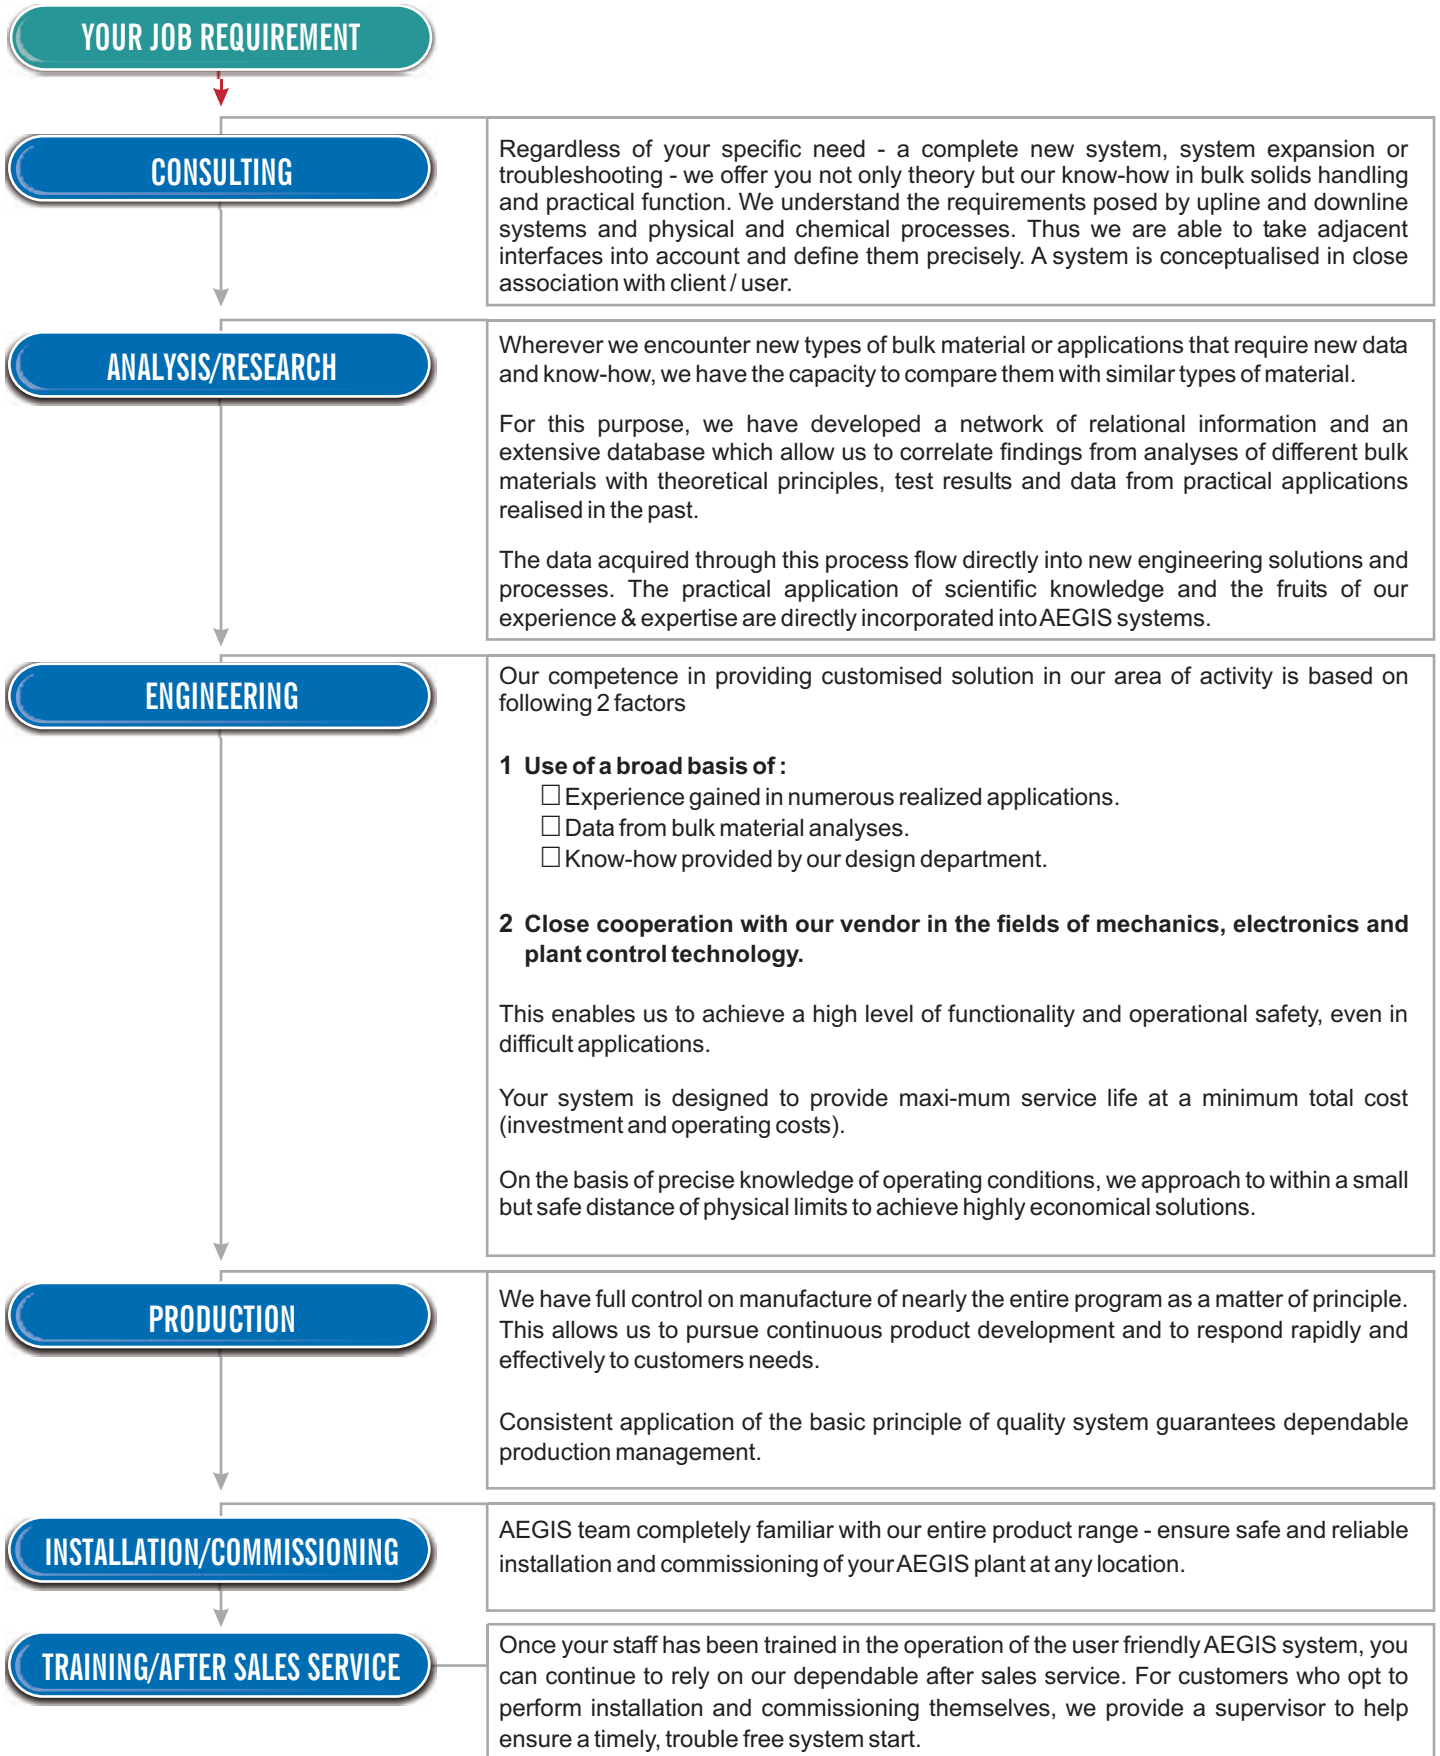 YOUR JOB REQUIREMENT
CONSULTING
Regardless of your specific need - a complete new system, system expansion or
troubleshooting - we offer you not only theory but our know-how in bulk solids handling
and practical function. We understand the requirements posed by upline and downline
systems and physical and chemical processes. Thus we are able to take adjacent
interfaces into account and define them precisely. A system is conceptualised in close
association with client / user.
ANALYSIS/RESEARCH
Wherever we encounter new types of bulk material or applications that require new data
and know-how, we have the capacity to compare them with similar types of material.
For this purpose, we have developed a network of relational information and an
extensive database which allow us to correlate findings from analyses of different bulk
materials with theoretical principles, test results and data from practical applications
realised in the past.
The data acquired through this process flow directly into new engineering solutions and
processes. The practical application of scientific knowledge and the fruits of our
experience & expertise are directly incorporated into AEGIS systems.
ENGINEERING
Our competence in providing customised solution in our area of activity is based on
following 2 factors
1 Use of a broad basis of :
□ Experience gained in numerous realized applications.
□ Data from bulk material analyses.
□ Know-how provided by our design department.
2 Close cooperation with our vendor in the fields of mechanics, electronics and
plant control technology.
This enables us to achieve a high level of functionality and operational safety, even in
difficult applications.
Your system is designed to provide maxi-mum service life at a minimum total cost
(investment and operating costs).
On the basis of precise knowledge of operating conditions, we approach to within a small
but safe distance of physical limits to achieve highly economical solutions.
PRODUCTION
We have full control on manufacture of nearly the entire program as a matter of principle.
This allows us to pursue continuous product development and to respond rapidly and
effectively to customers needs.
Consistent application of the basic principle of quality system guarantees dependable
production management.
INSTALLATION/COMMISSIONING
AEGIS team completely familiar with our entire product range - ensure safe and reliable
installation and commissioning of your AEGIS plant at any location.
TRAINING/AFTER SALES SERVICE
Once your staff has been trained in the operation of the user friendly AEGIS system, you
can continue to rely on our dependable after sales service. For customers who opt to
perform installation and commissioning themselves, we provide a supervisor to help
ensure a timely, trouble free system start.